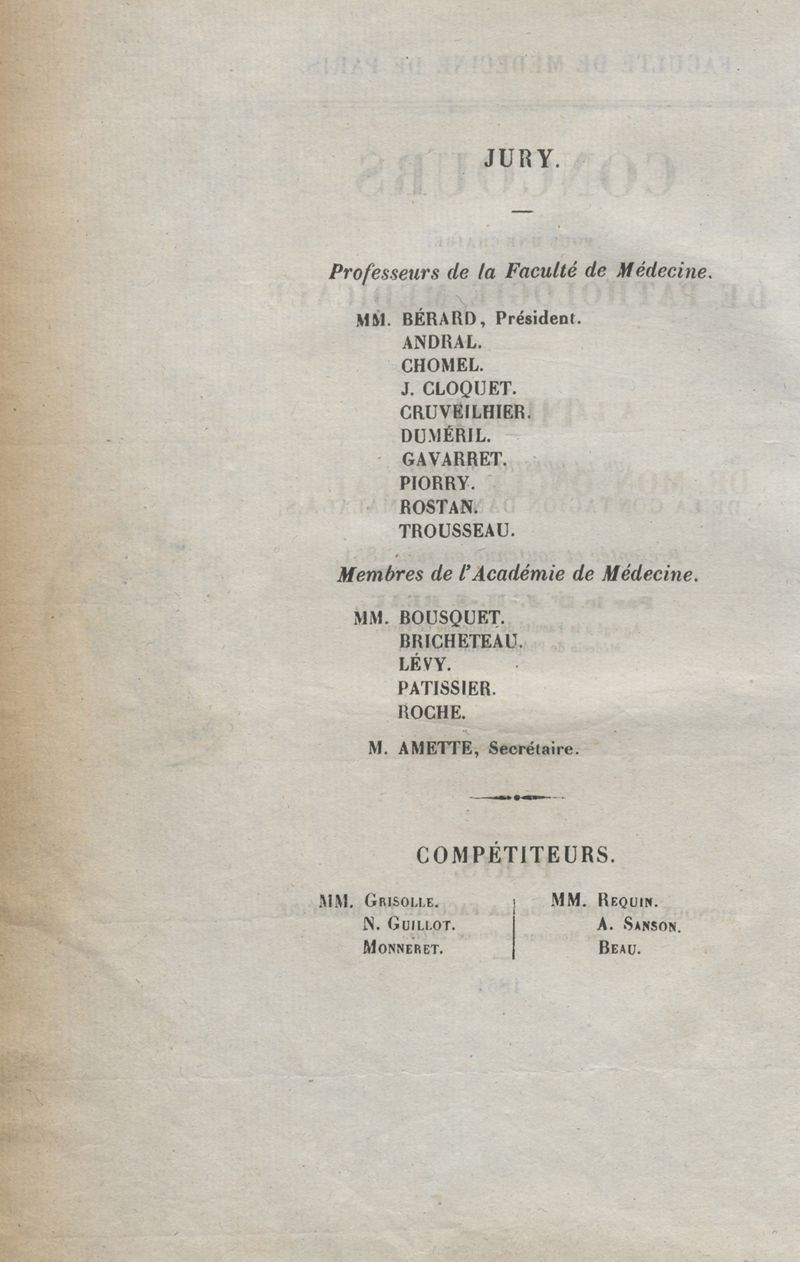 JURY.
Professeurs de la Faculté de Médecine.
MM. BÉRARD, Président.
ANDRAL.
CHOMEL.
J. CLOQUET.
CRUVEILHIER.
DUMÉRIL.
GAVARRET.
PIORRY.
ROSTAN.
TROUSSEAU.
Membres de l'Académie de Médecine.
MM. BOUSQUET.
BRICHETEAU.
LÉVY.
PATISSIER.
ROCHE.
M. AMETTE, Secrétaire.
COMPÉTITEURS.
MM. GRISOLLE.
N. GUILLOT.
MONNERET.
MM. REQUIN.
A. SANSON.
BEAU.